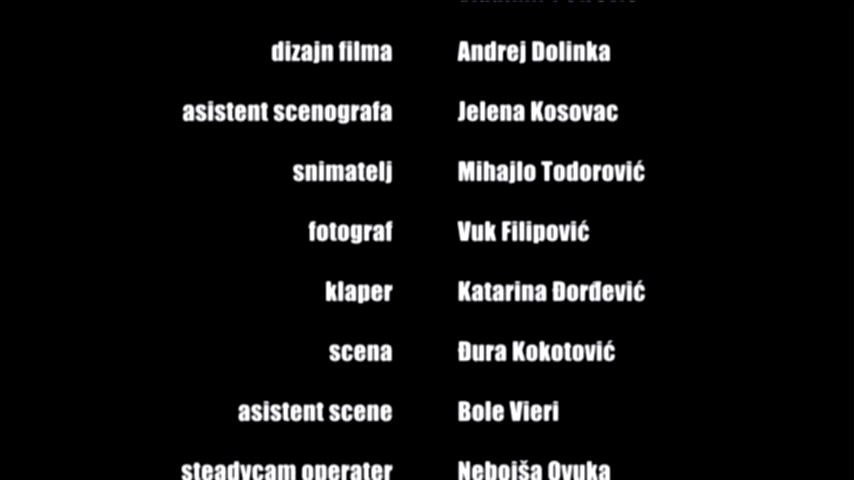 dizajn filma Andrej Dolinka
asistent scenografa Jelena Kosovac
snimatelj Mihajlo Todorović
fotograf Vuk Filipović
klaper Katarina Đorđević
scena Đura Kokotović
asistent scene Bole Vieri
steadycam operater Nebojša Ovuka